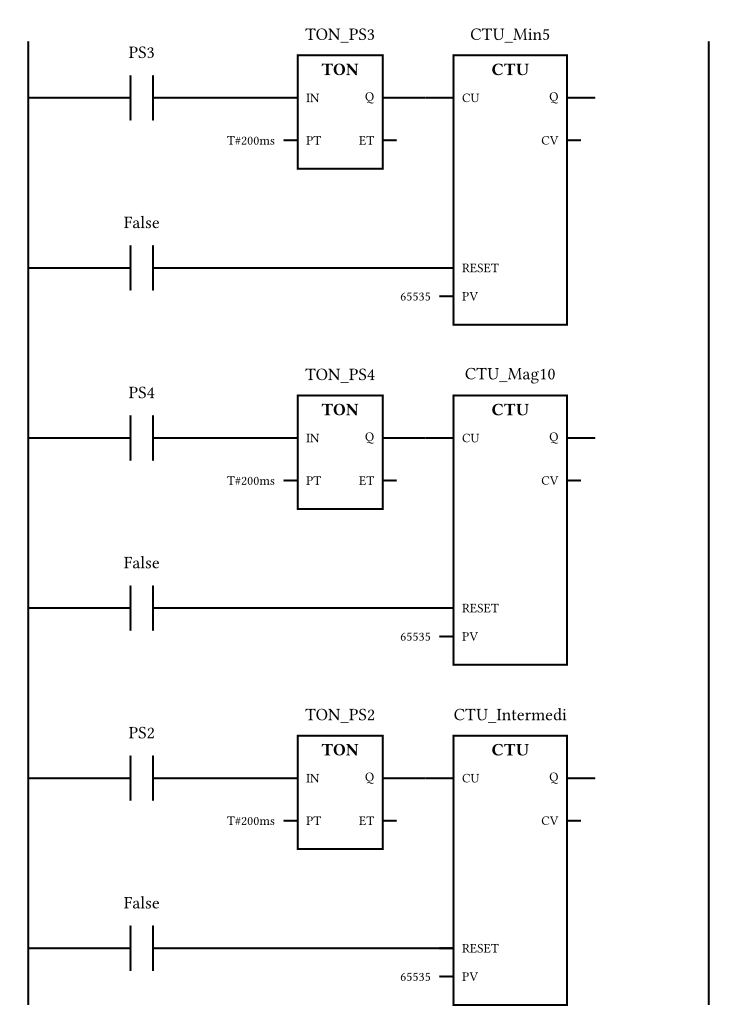 TON_PS3 CTU_Min5
PS3
TON CTU
IN Q CU Q
T#200ms PT ET CV
False
RESET
65535 PV
TON_PS4 CTU_Mag10
PS4
TON CTU
IN Q CU Q
T#200ms PT ET CV
False
RESET
65535 PV
TON_PS2 CTU_Intermedi
PS2
TON CTU
IN Q CU Q
T#200ms PT ET CV
False
RESET
65535 PV